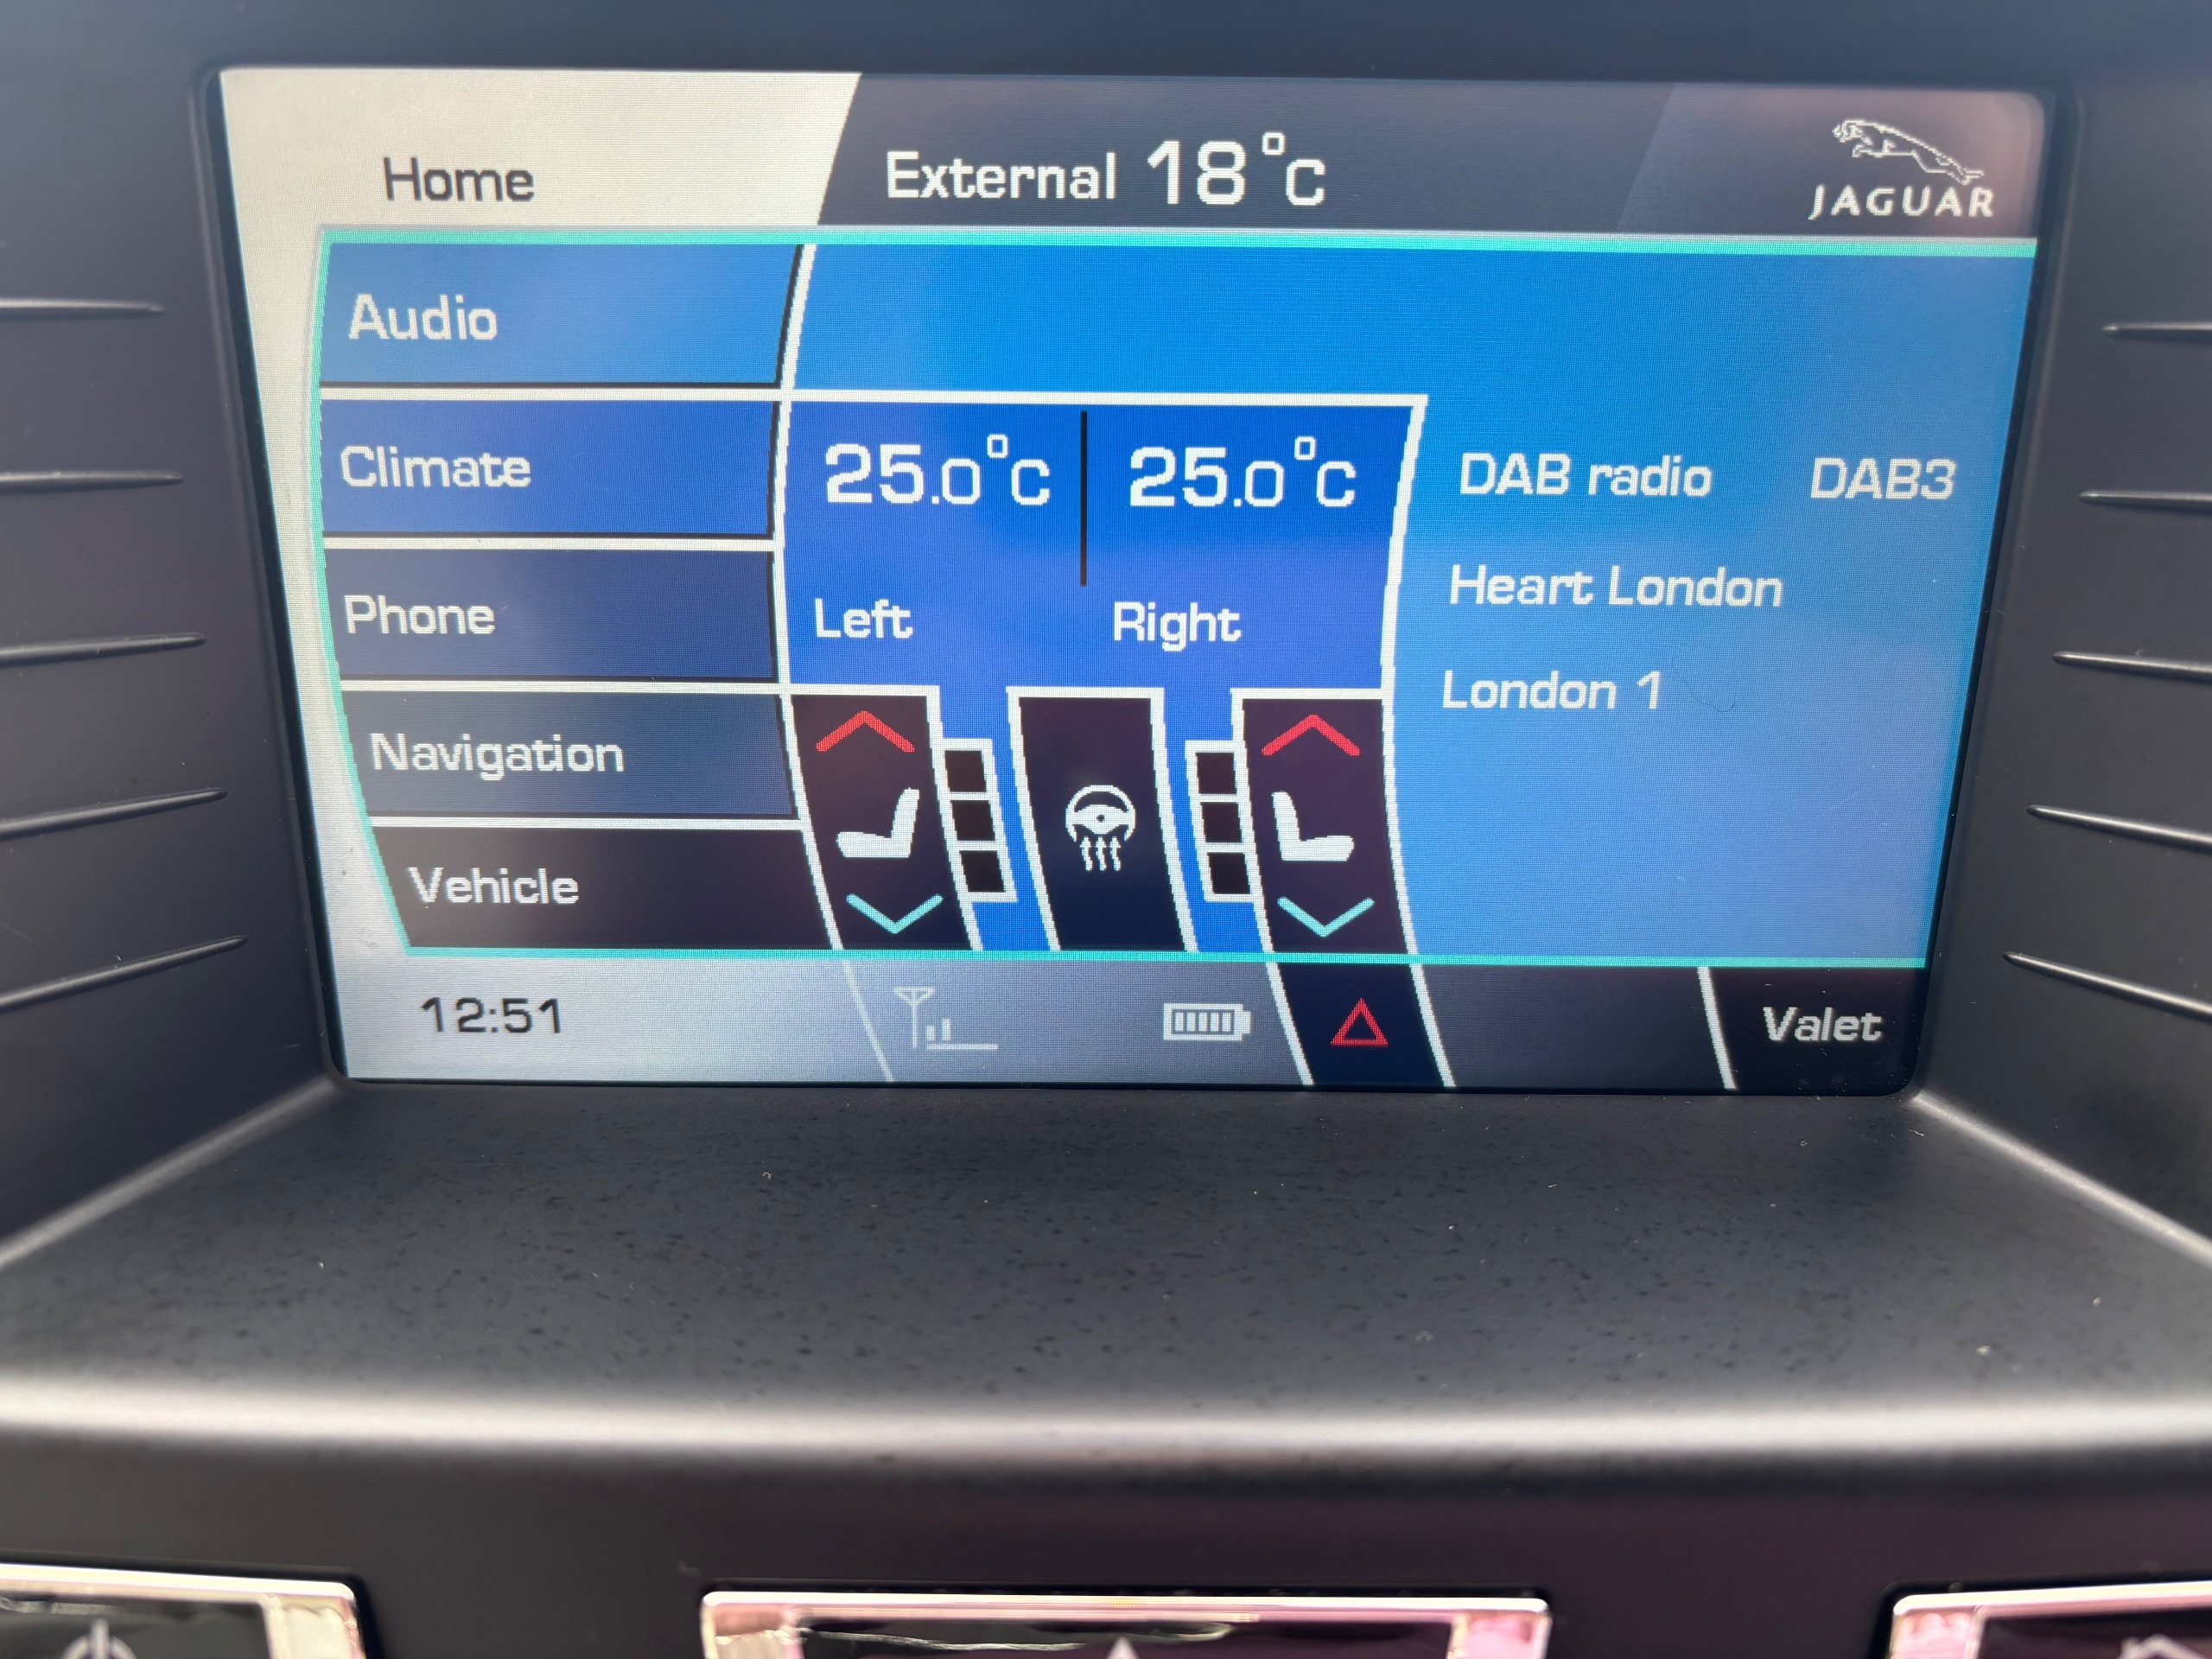 Home
External 18°C
JAGUAR
Audio
Climate
25.0°C
25.0°C
DAB radio DAB3
Heart London
Phone
Left
Right
London 1
Navigation
Vehicle
12:51
Valet